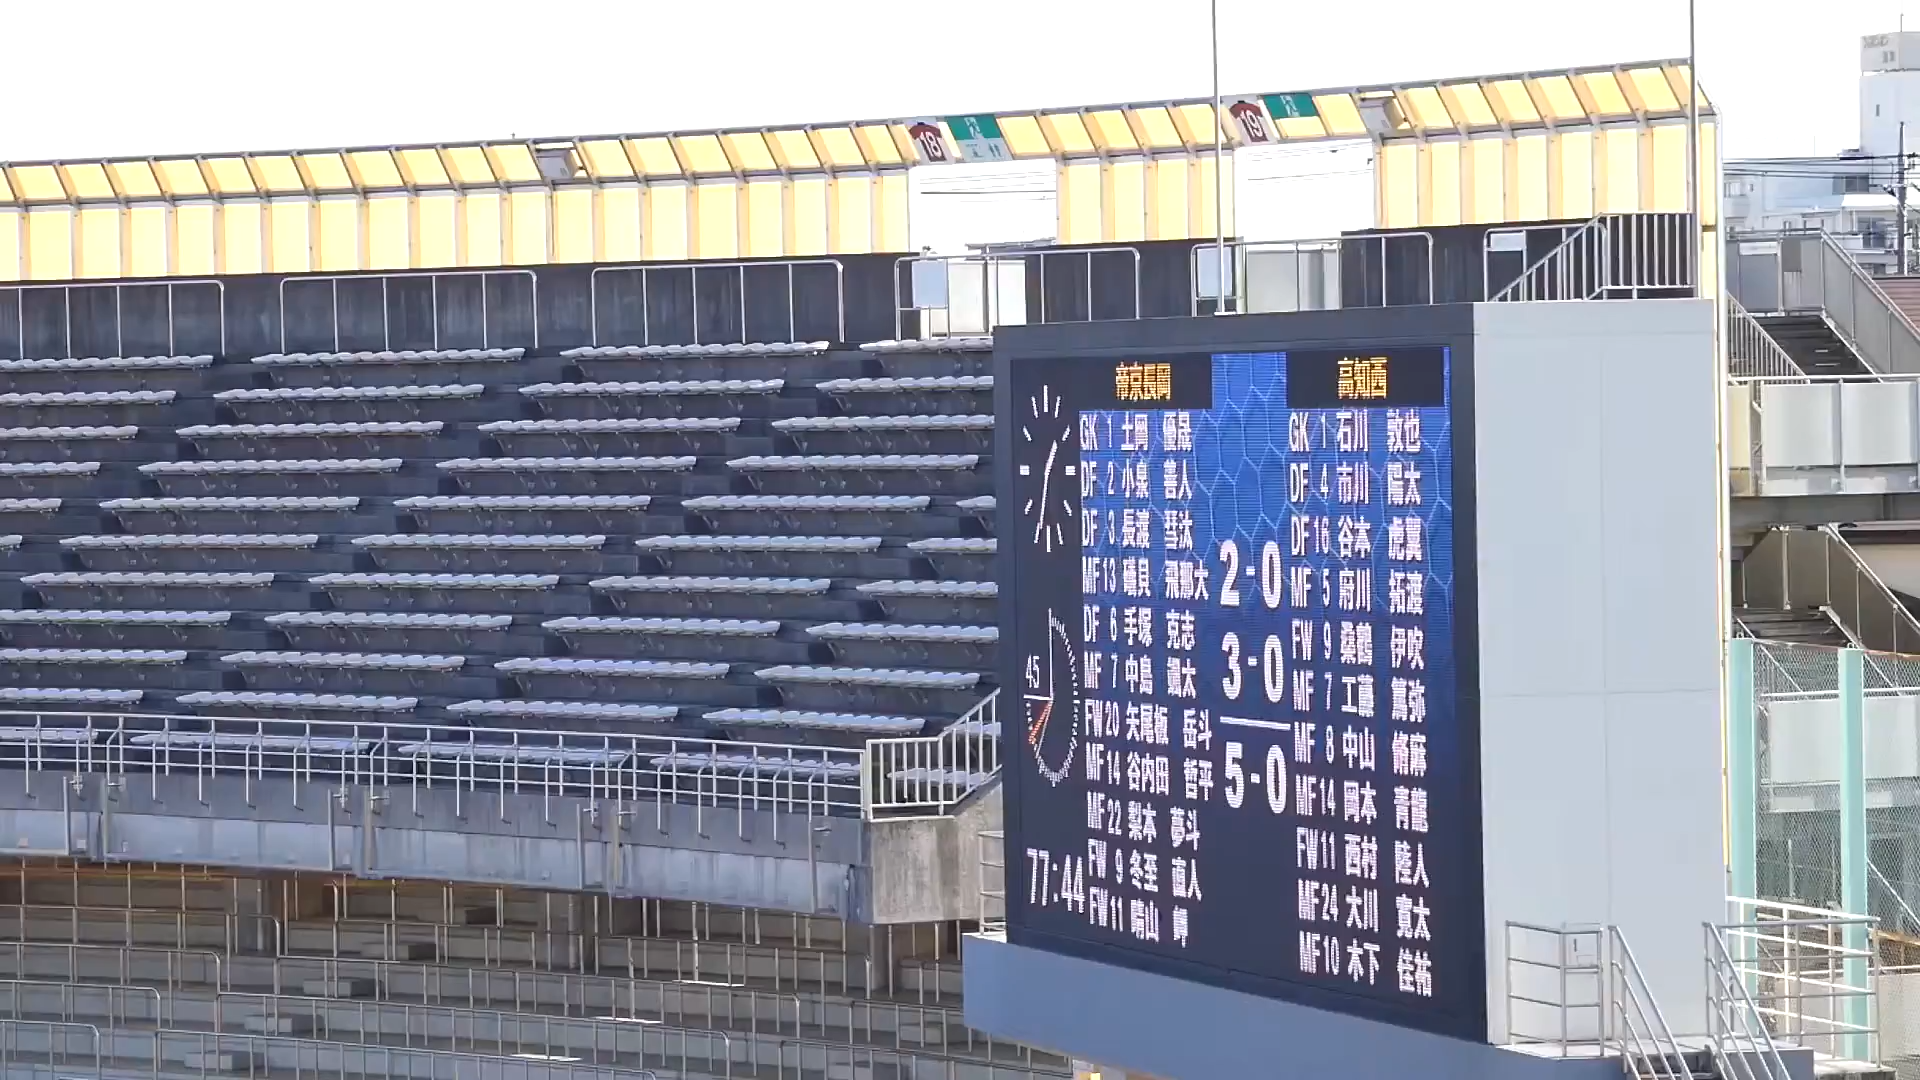 18
19
帝京長岡
高知西
GK 1 土岡 優晟
DF 2 小泉 善人
DF 3 長渡 彗汰
MF 13 磯貝 飛那大
DF 6 手塚 克志
MF 7 中島 颯太
FW 20 矢尾板 岳斗
MF 14 谷内田 哲平
MF 22 梨本 夢斗
FW 9 冬至 直人
FW 11 晴山 岬
2-0
3-0
5-0
GK 1 石川 敦也
DF 4 市川 陽太
DF 16 谷本 虎翼
MF 5 府川 拓渡
FW 9 桑鶴 伊吹
MF 7 工藤 篤弥
MF 8 中山 脩麻
MF 14 岡本 青龍
FW 11 西村 陸人
MF 24 大川 寛太
MF 10 木下 佳祐
45
77:44